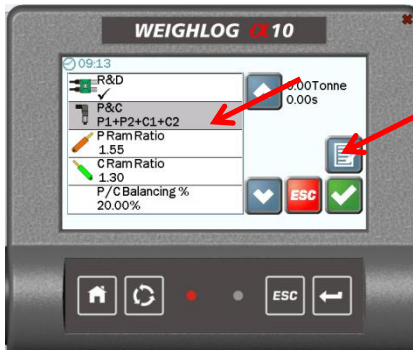 WEIGHLOG α10
09:13
R&D
✓
P&C
P1+P2+C1+C2
P Ram Ratio
1.55
C Ram Ratio
1.30
P/C Balancing %
20.00%
0.00Tonne
0.00s
ESC
ESC